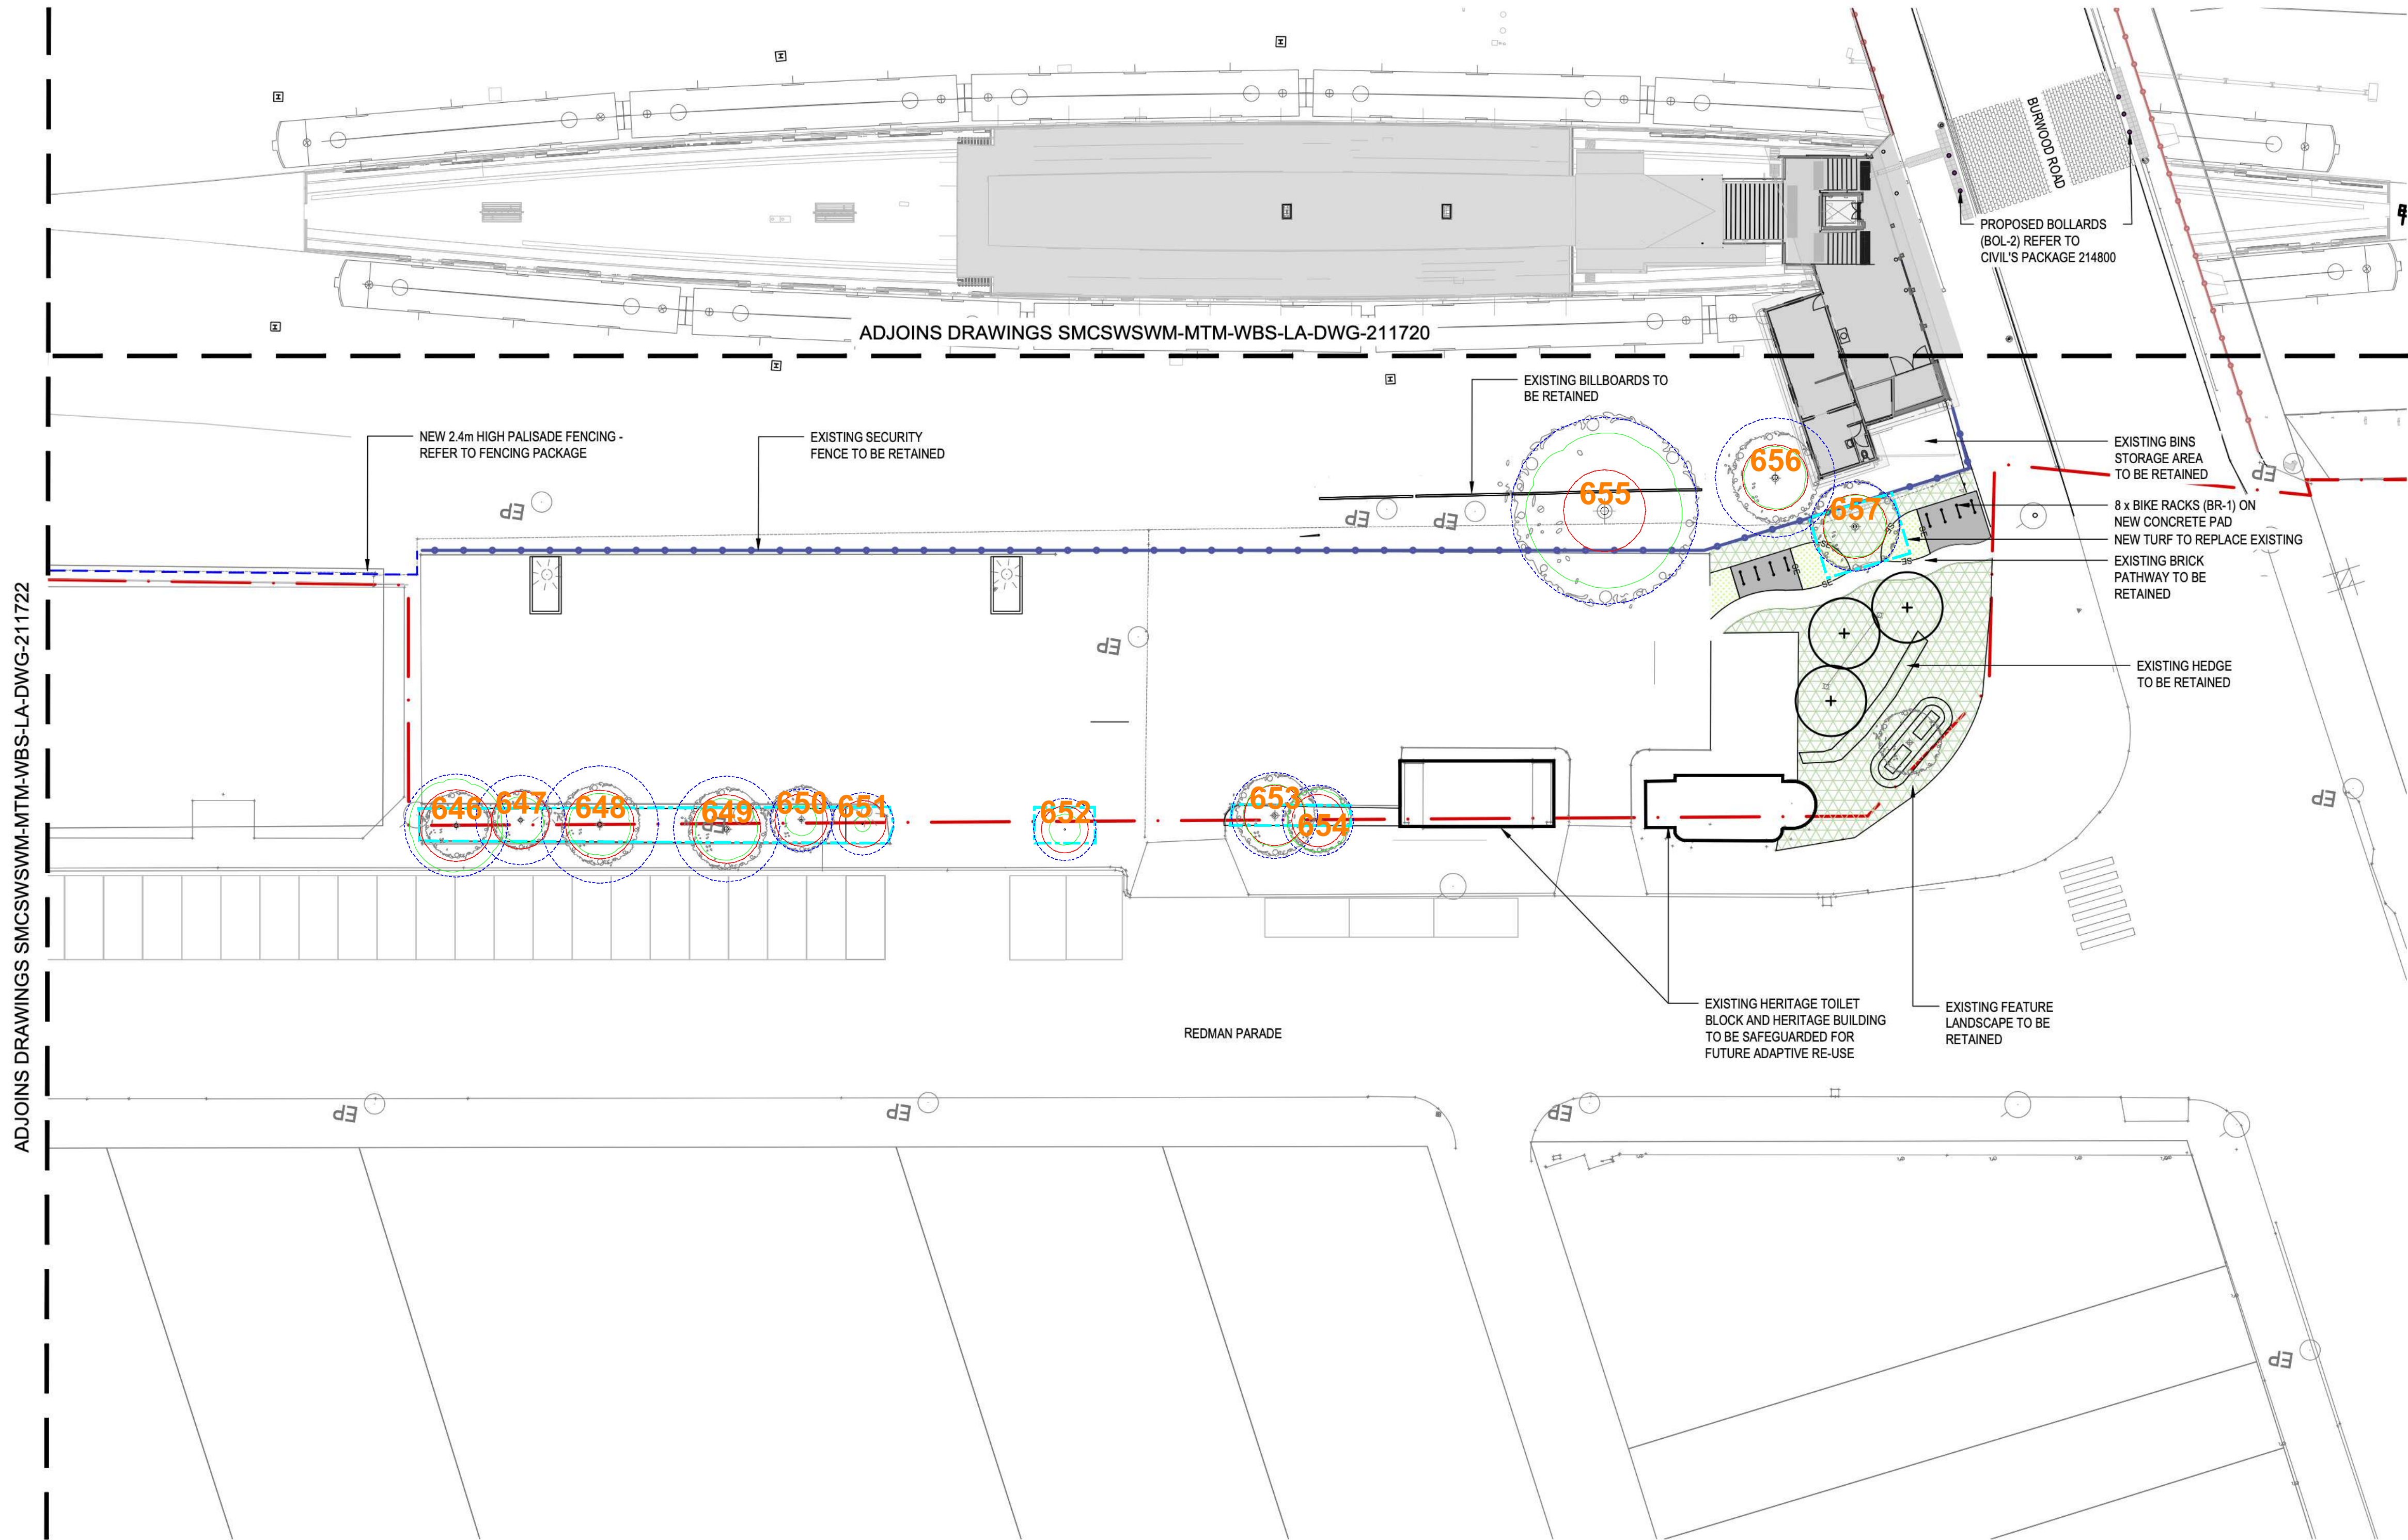 H
H
H
BURWOOD ROAD
PROPOSED BOLLARDS
(BOL-2) REFER TO
CIVIL'S PACKAGE 214800
H
ADJOINS DRAWINGS SMCSWSWM-MTM-WBS-LA-DWG-211720
H
H
EXISTING BILLBOARDS TO
BE RETAINED
NEW 2.4m HIGH PALISADE FENCING -
REFER TO FENCING PACKAGE
EXISTING SECURITY
FENCE TO BE RETAINED
EXISTING BINS
STORAGE AREA
TO BE RETAINED
656
EP
655
657
8 x BIKE RACKS (BR-1) ON
NEW CONCRETE PAD
EP
EP
EP
NEW TURF TO REPLACE EXISTING
EXISTING BRICK
PATHWAY TO BE
RETAINED
SE
SE
SE
SE
SE
SE
EP
EXISTING HEDGE
TO BE RETAINED
ADJOINS DRAWINGS SMCSWSWM-MTM-WBS-LA-DWG-211722
646
647
648
649
650
651
652
653
654
EP
EXISTING HERITAGE TOILET
BLOCK AND HERITAGE BUILDING
TO BE SAFEGUARDED FOR
FUTURE ADAPTIVE RE-USE
EXISTING FEATURE
LANDSCAPE TO BE
RETAINED
REDMAN PARADE
EP
EP
EP
EP